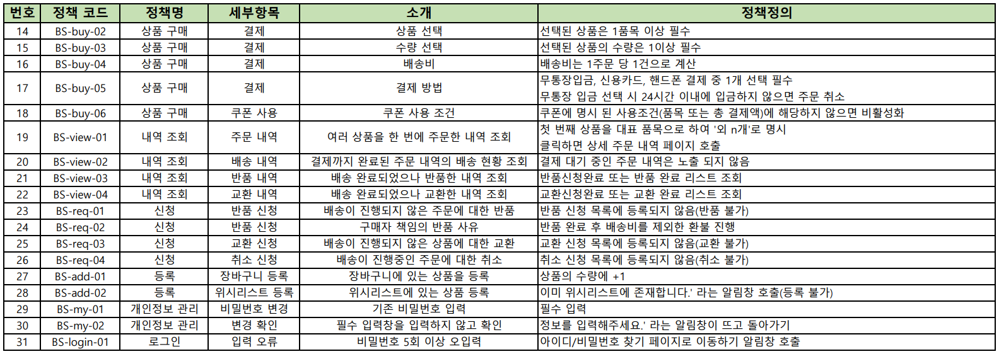 번호 정책 코드 정책명 세부항목 소개 정책정의
14 BS-buy-02 상품 구매 결제 상품 선택 선택된 상품은 1품목 이상 필수
15 BS-buy-03 상품 구매 결제 수량 선택 선택된 상품의 수량은 1이상 필수
16 BS-buy-04 상품 구매 결제 배송비 배송비는 1주문 당 1건으로 계산
17 BS-buy-05 상품 구매 결제 결제 방법 무통장입금, 신용카드, 핸드폰 결제 중 1개 선택 필수
무통장 입금 선택 시 24시간 이내에 입금하지 않으면 주문 취소
18 BS-buy-06 상품 구매 쿠폰 사용 쿠폰 사용 조건 쿠폰에 명시 된 사용조건(품목 또는 총 결제액)에 해당하지 않으면 비활성화
19 BS-view-01 내역 조회 주문 내역 여러 상품을 한 번에 주문한 내역 조회 첫 번째 상품을 대표 품목으로 하여 '외 n개'로 명시
클릭하면 상세 주문 내역 페이지 호출
20 BS-view-02 내역 조회 배송 내역 결제까지 완료된 주문 내역의 배송 현황 조회 결제 대기 중인 주문 내역은 노출 되지 않음
21 BS-view-03 내역 조회 반품 내역 배송 완료되었으나 반품한 내역 조회 반품신청완료 또는 반품 완료 리스트 조회
22 BS-view-04 내역 조회 교환 내역 배송 완료되었으나 교환한 내역 조회 교환신청완료 또는 교환 완료 리스트 조회
23 BS-req-01 신청 반품 신청 배송이 진행되지 않은 주문에 대한 반품 반품 신청 목록에 등록되지 않음(반품 불가)
24 BS-req-02 신청 반품 신청 구매자 책임의 반품 사유 반품 완료 후 배송비를 제외한 환불 진행
25 BS-req-03 신청 교환 신청 배송이 진행되지 않은 상품에 대한 교환 교환 신청 목록에 등록되지 않음(교환 불가)
26 BS-req-04 신청 취소 신청 배송이 진행중인 주문에 대한 취소 취소 신청 목록에 등록되지 않음(취소 불가)
27 BS-add-01 등록 장바구니 등록 장바구니에 있는 상품을 등록 상품의 수량에 +1
28 BS-add-02 등록 위시리스트 등록 위시리스트에 있는 상품 등록 이미 위시리스트에 존재합니다.' 라는 알림창 호출(등록 불가)
29 BS-my-01 개인정보 관리 비밀번호 변경 기존 비밀번호 입력 필수 입력
30 BS-my-02 개인정보 관리 변경 확인 필수 입력창을 입력하지 않고 확인 정보를 입력해주세요.' 라는 알림창이 뜨고 돌아가기
31 BS-login-01 로그인 입력 오류 비밀번호 5회 이상 오입력 아이디/비밀번호 찾기 페이지로 이동하기 알림창 호출